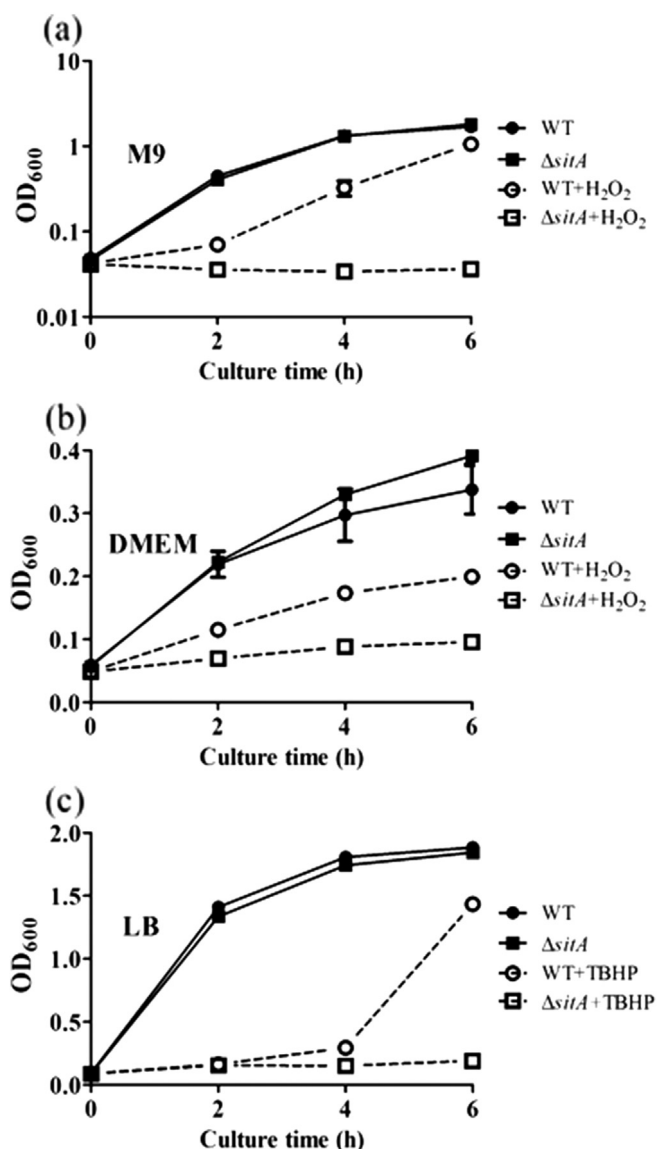 (a)
10
1
0.1
0.01
OD₆₀₀
M9
0 2 4 6
Culture time (h)
WT
ΔsitA
WT+H₂O₂
ΔsitA+H₂O₂
(b)
0.4
0.3
0.2
0.1
0.0
OD₆₀₀
DMEM
0 2 4 6
Culture time (h)
WT
ΔsitA
WT+H₂O₂
ΔsitA+H₂O₂
(c)
2.0
1.5
1.0
0.5
0.0
OD₆₀₀
LB
0 2 4 6
Culture time (h)
WT
ΔsitA
WT+TBHP
ΔsitA+TBHP